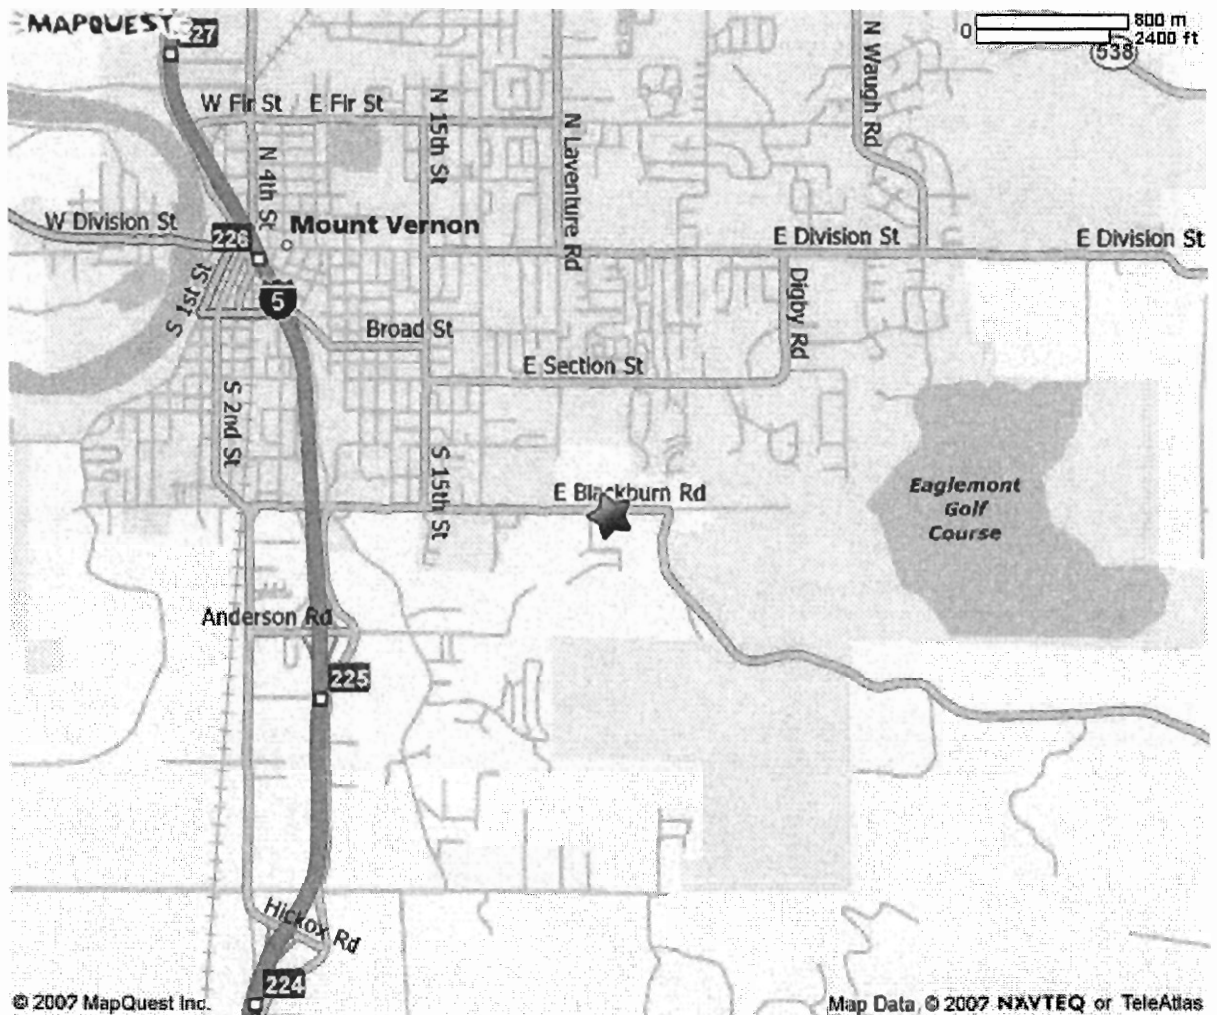 MAPQUEST
227
0
800 m
2400 ft
538
W Fir St
E Fir St
N 15th St
N Waugh Rd
N Laventure Rd
N 4th St
W Division St
226
Mount Vernon
E Division St
E Division St
S 1st St
5
Digby Rd
Broad St
E Section St
S 2nd St
S 15th St
E Blackburn Rd
Eaglemont
Golf
Course
Anderson Rd
225
Hickox Rd
224
© 2007 MapQuest Inc.
Map Data © 2007 NAVTEQ or TeleAtlas